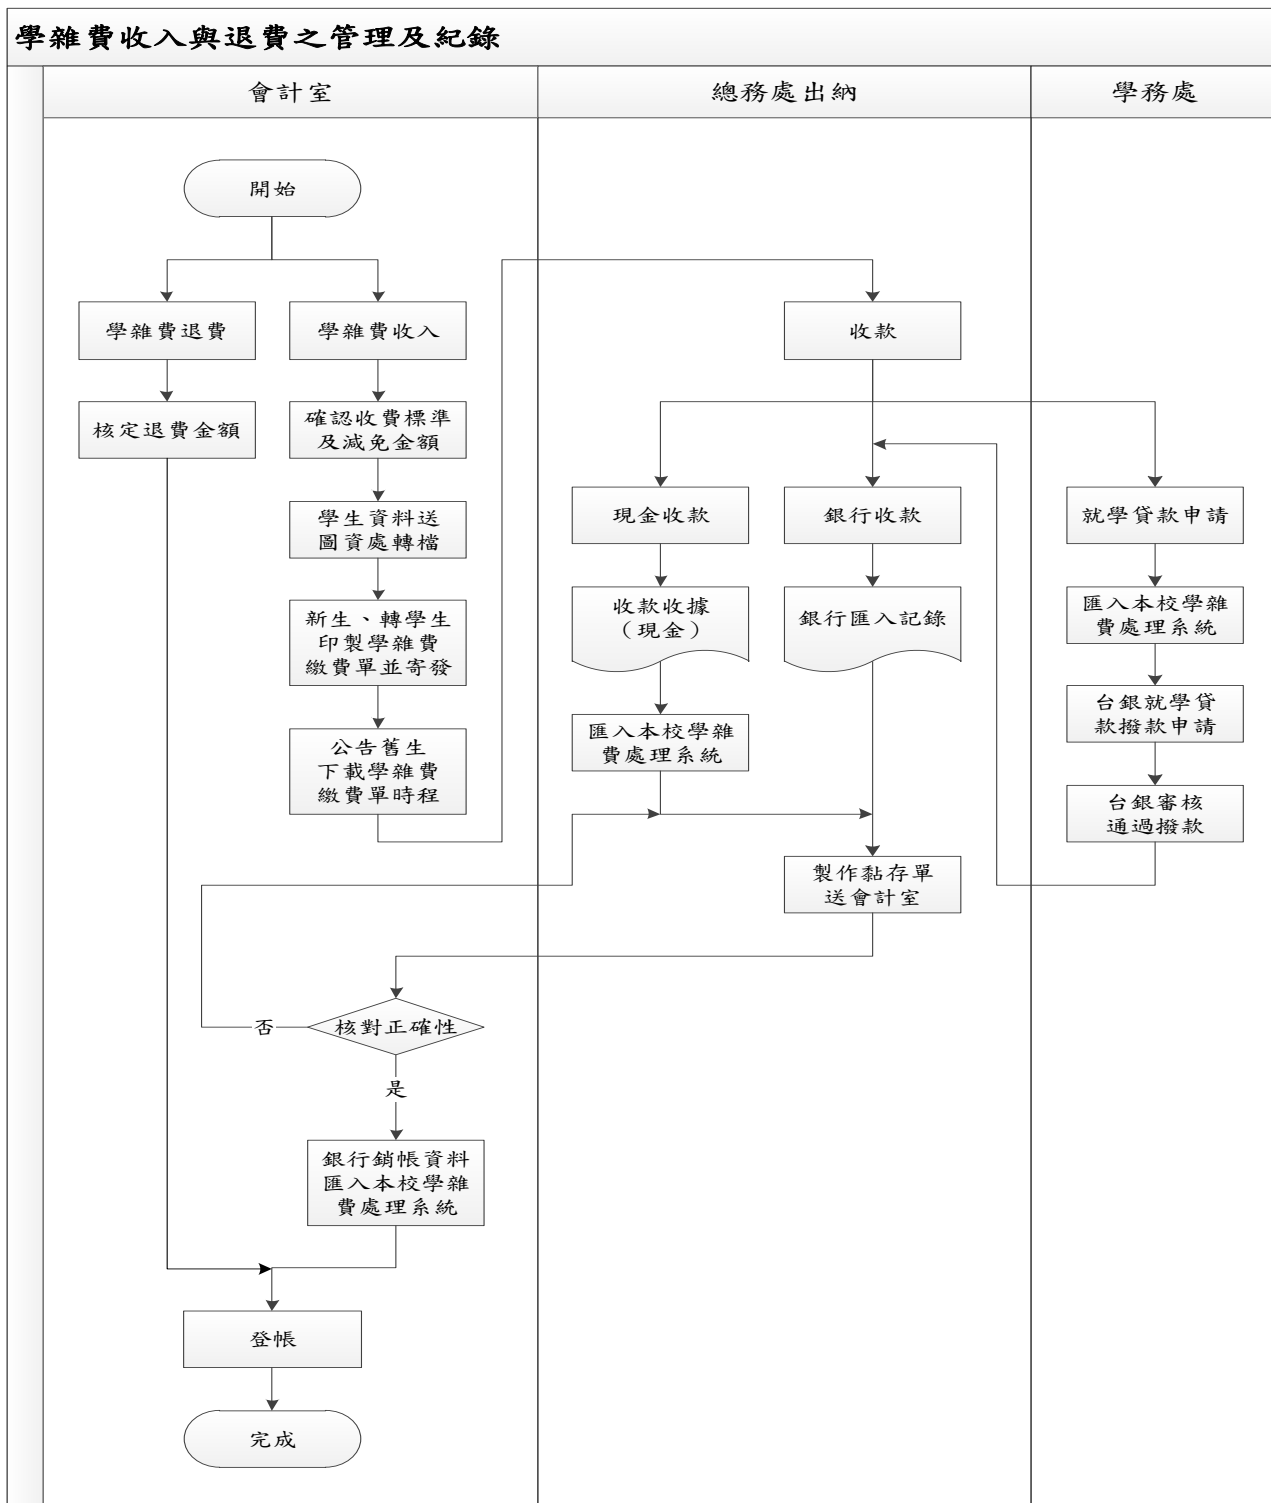 學雜費收入與退費之管理及紀錄
會計室
總務處出納
學務處
開始
學雜費退費
學雜費收入
收款
核定退費金額
確認收費標準
及減免金額
學生資料送
圖資處轉檔
現金收款
銀行收款
就學貸款申請
新生、轉學生
印製學雜費
繳費單並寄發
收款收據
（現金）
銀行匯入記錄
匯入本校學雜
費處理系統
公告舊生
下載學雜費
繳費單時程
匯入本校學雜
費處理系統
台銀就學貸
款撥款申請
台銀審核
通過撥款
製作黏存單
送會計室
核對正確性
否
是
銀行銷帳資料
匯入本校學雜
費處理系統
登帳
完成